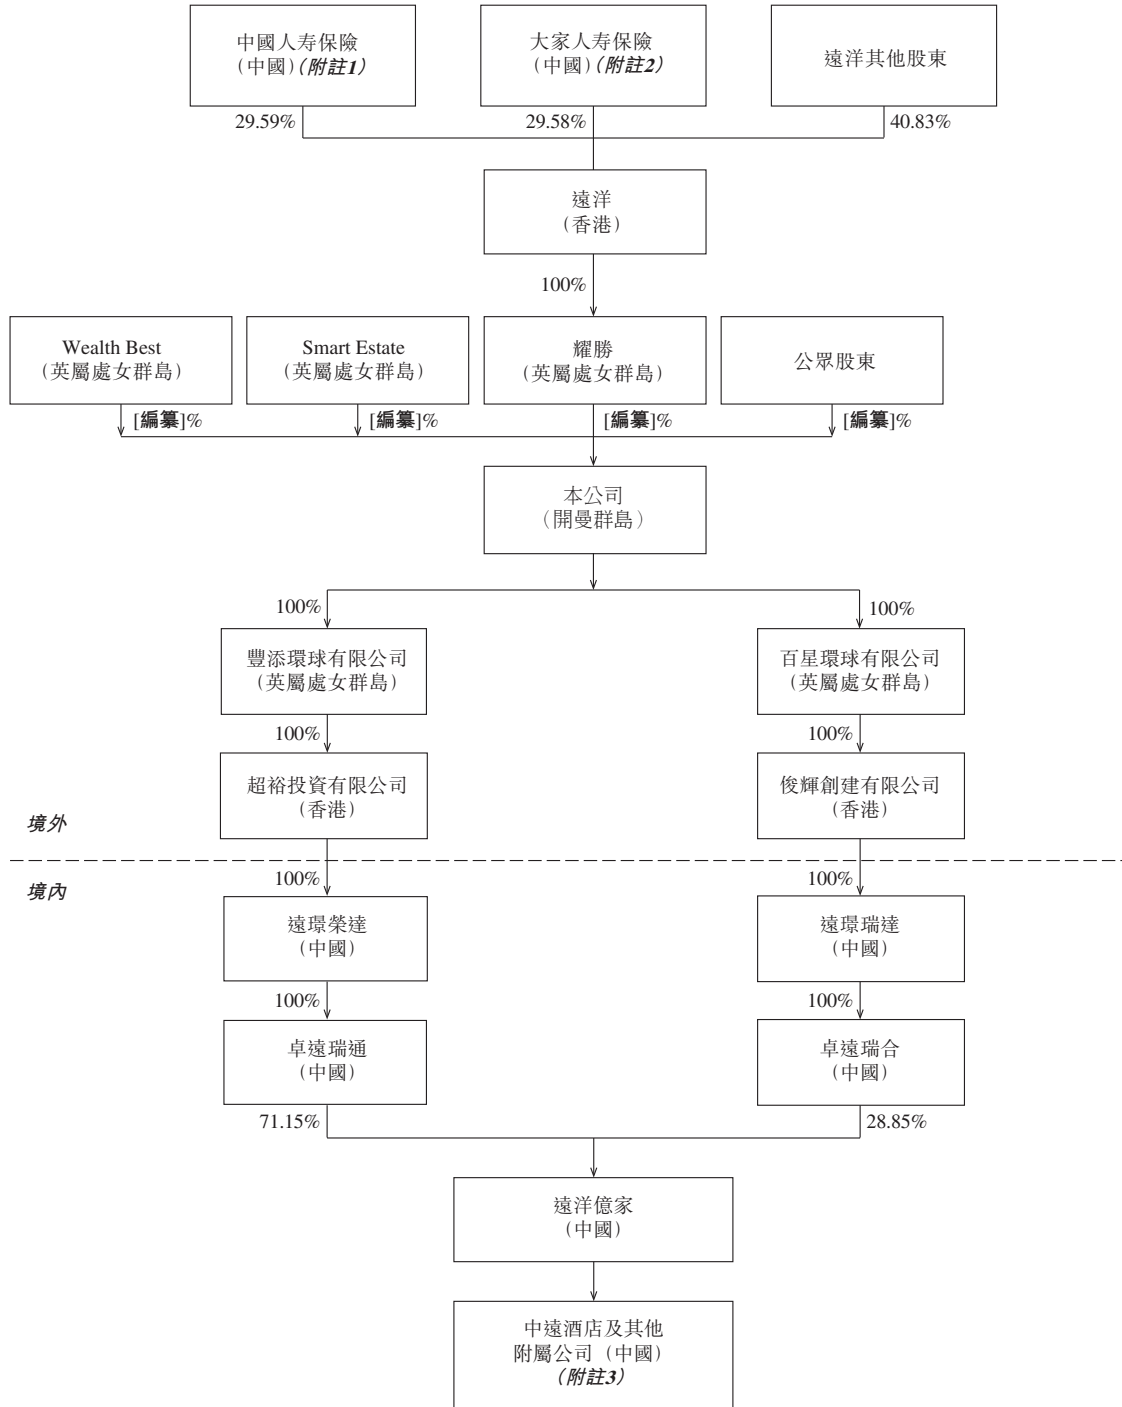 中國人寿保險
（中國）（附註1）
大家人寿保險
（中國）（附註2）
遠洋其他股東
29.59%
29.58%
40.83%
遠洋
（香港）
100%
Wealth Best
（英屬處女群島）
Smart Estate
（英屬處女群島）
耀勝
（英屬處女群島）
公眾股東
[編纂]%
[編纂]%
[編纂]%
[編纂]%
本公司
（開曼群島）
100%
100%
豐添環球有限公司
（英屬處女群島）
百星環球有限公司
（英屬處女群島）
100%
100%
超裕投資有限公司
（香港）
俊輝創建有限公司
（香港）
境外
境內
100%
100%
遠璟榮達
（中國）
遠璟瑞達
（中國）
100%
100%
卓遠瑞通
（中國）
卓遠瑞合
（中國）
71.15%
28.85%
遠洋億家
（中國）
中遠酒店及其他
附屬公司（中國）
（附註3）